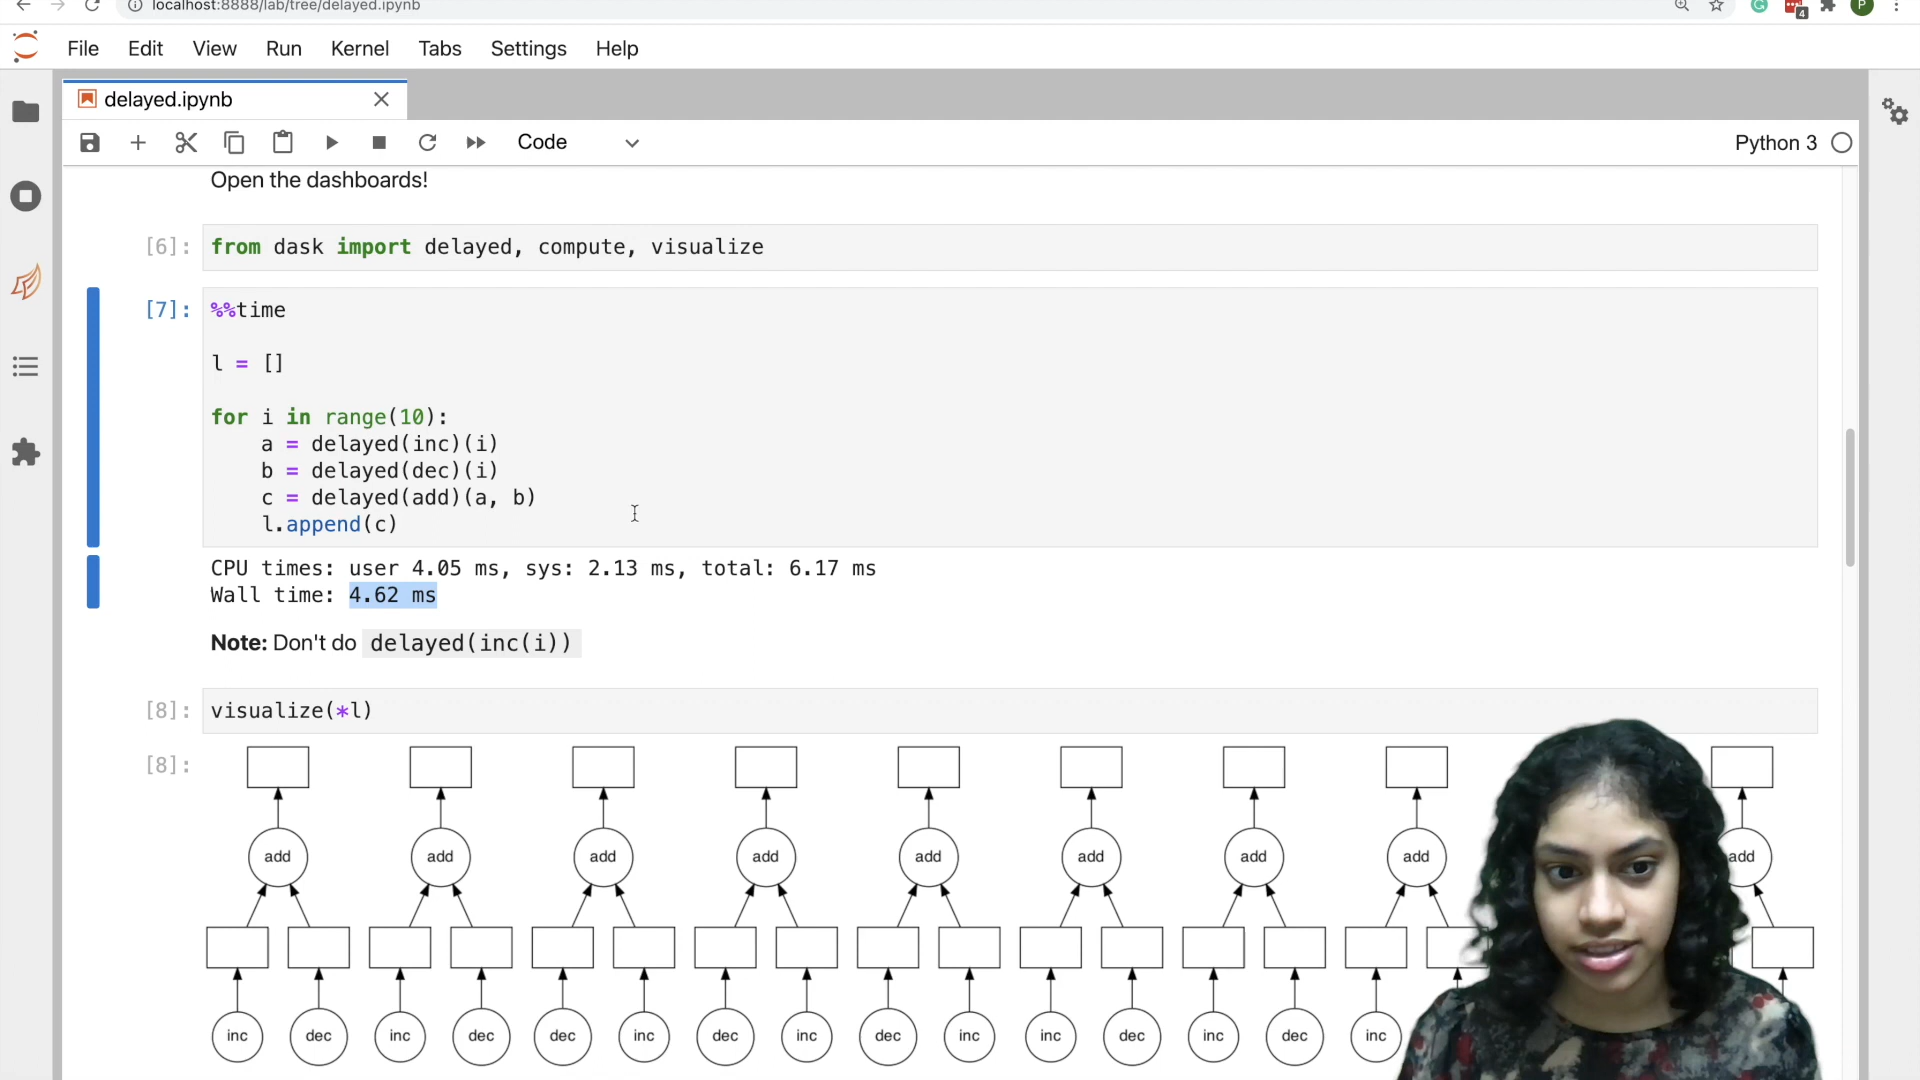 localhost:8888/lab/tree/delayed.ipynb
4
P
File Edit View Run Kernel Tabs Settings Help
delayed.ipynb
Code
Python 3
Open the dashboards!
[6]: from dask import delayed, compute, visualize
[7]: %%time
l = []
for i in range(10):
a = delayed(inc)(i)
b = delayed(dec)(i)
c = delayed(add)(a, b)
l.append(c)
CPU times: user 4.05 ms, sys: 2.13 ms, total: 6.17 ms
Wall time: 4.62 ms
Note: Don't do delayed(inc(i))
[8]: visualize(*l)
[8]:
add add add add add add add add add
inc dec inc dec dec inc dec inc dec inc inc dec inc dec inc